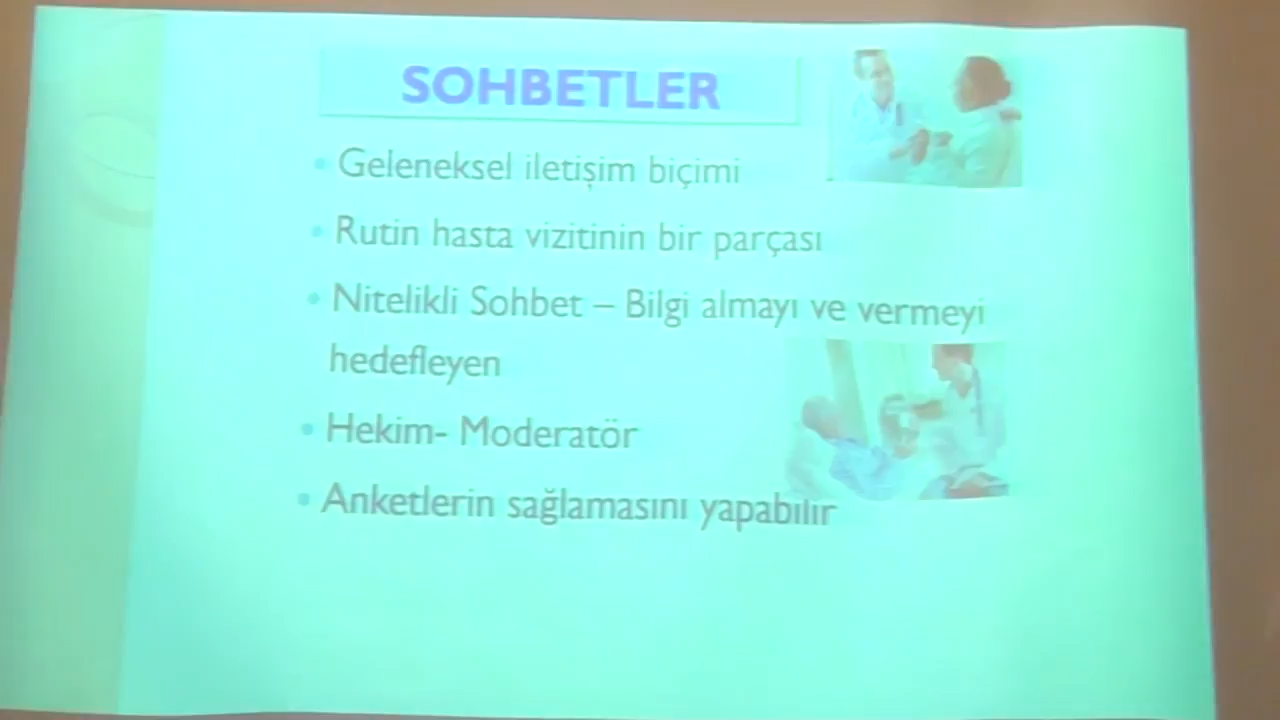 SOHBETLER
Geleneksel iletişim biçimi
Rutin hasta vizitinin bir parçası
Nitelikli Sohbet – Bilgi almayı ve vermeyi
hedefleyen
Hekim- Moderatör
Anketlerin sağlamasını yapabilir